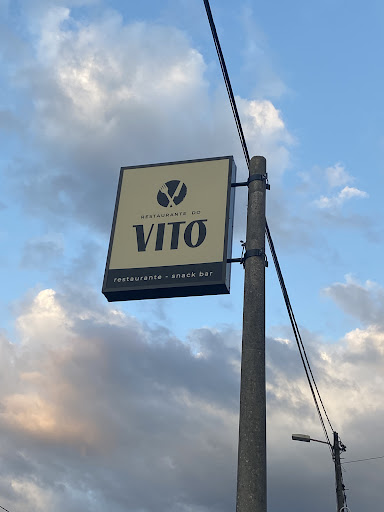 RESTAURANTE DO
VITO
restaurante - snack bar